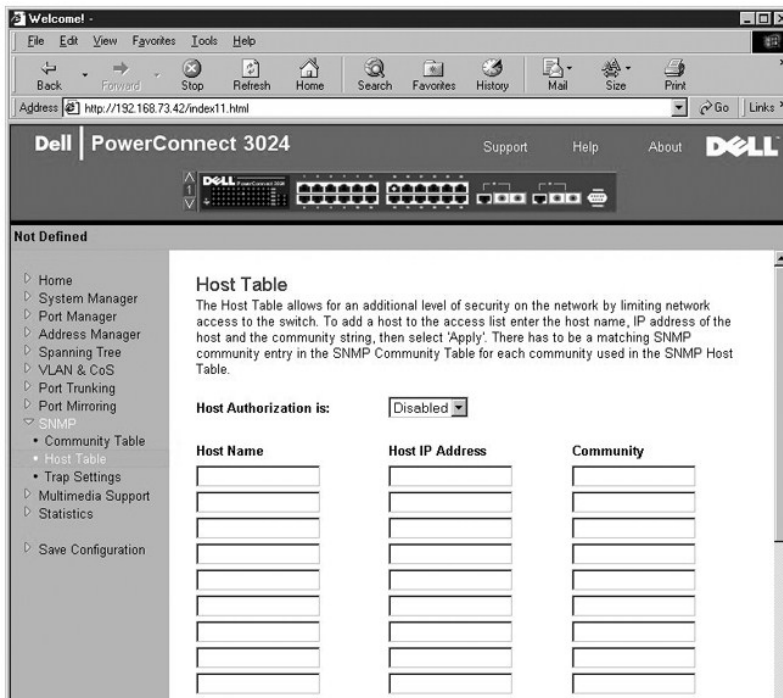 Welcome! -
File Edit View Favorites Tools Help
Back Forward Stop Refresh Home Search Favorites History Mail Size Print
Address http://192.168.73.42/index11.html Go Links
Dell PowerConnect 3024 Support Help About DELL
1 DELL
Not Defined
Home
System Manager
Port Manager
Address Manager
Spanning Tree
VLAN & CoS
Port Trunking
Port Mirroring
SNMP
• Community Table
• Host Table
• Trap Settings
Multimedia Support
Statistics
Save Configuration
Host Table
The Host Table allows for an additional level of security on the network by limiting network
access to the switch. To add a host to the access list enter the host name, IP address of the
host and the community string, then select 'Apply'. There has to be a matching SNMP
community entry in the SNMP Community Table for each community used in the SNMP Host
Table.
Host Authorization is: Disabled
Host Name Host IP Address Community